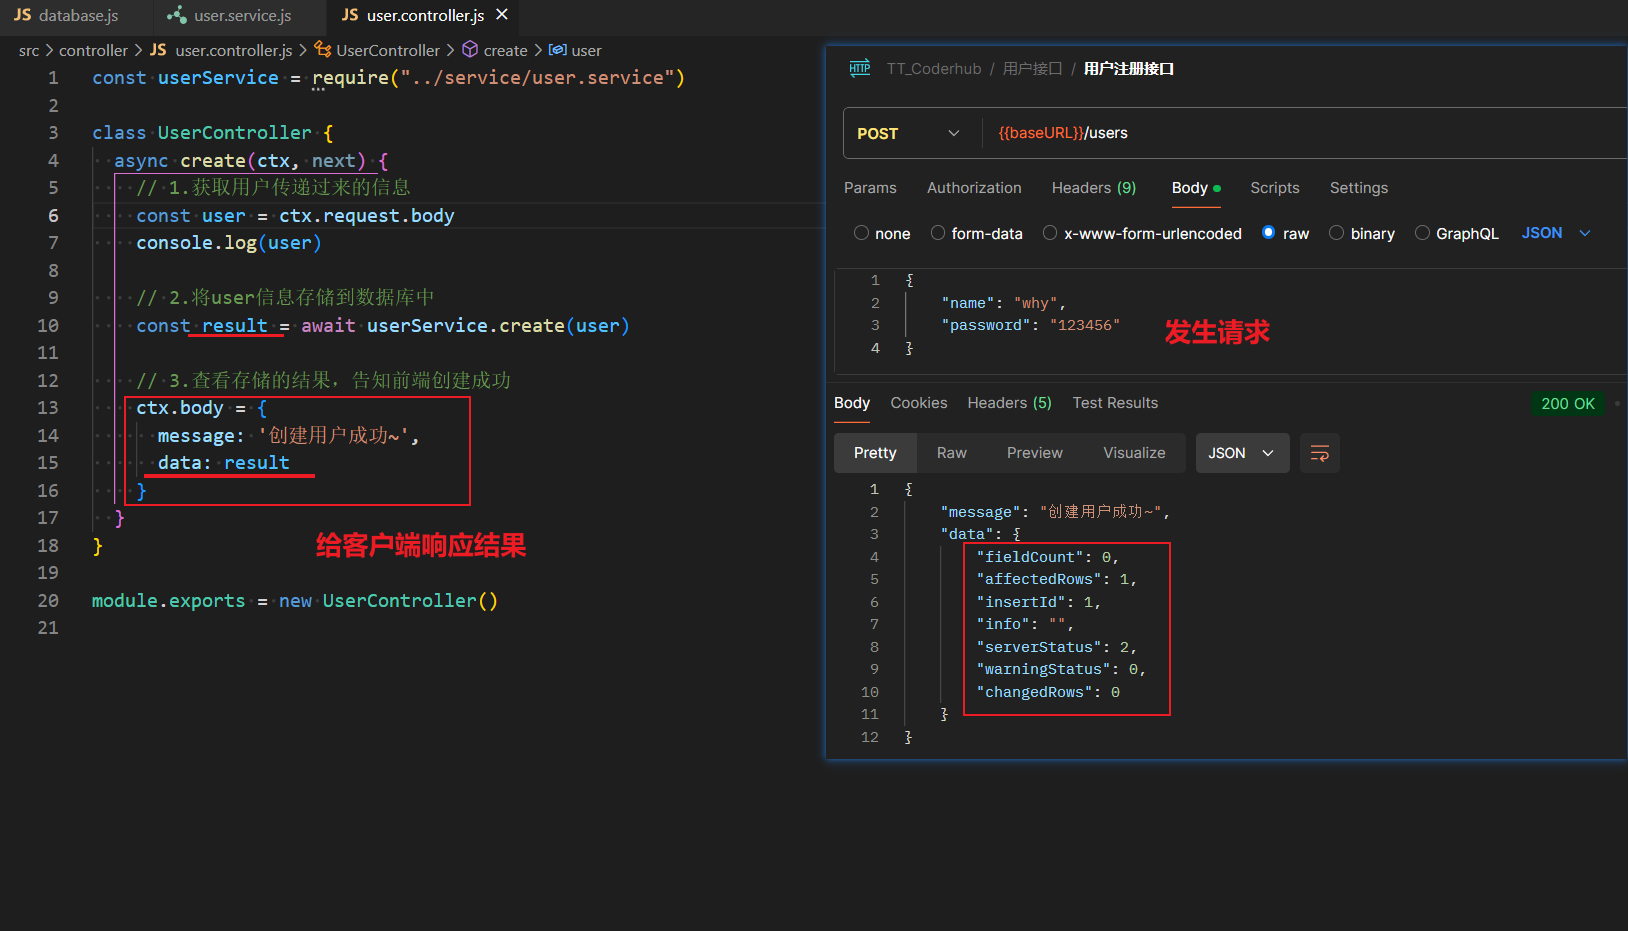 JS database.js
user.service.js
JS user.controller.js
src > controller > JS user.controller.js > UserController > create > user
1 const userService = require("../service/user.service")
2
3 class UserController {
4 async create(ctx, next) {
5 // 1.获取用户传递过来的信息
6 const user = ctx.request.body
7 console.log(user)
8
9 // 2.将user信息存储到数据库中
10 const result = await userService.create(user)
11
12 // 3.查看存储的结果，告知前端创建成功
13 ctx.body = {
14 message: '创建用户成功~',
15 data: result
16 }
17 }
18 }
给客户端响应结果
19
20 module.exports = new UserController()
21
HTTP TT_Coderhub / 用户接口 / 用户注册接口
POST {{baseURL}}/users
Params Authorization Headers (9) Body Scripts Settings
none form-data x-www-form-urlencoded raw binary GraphQL JSON
1 {
2 "name": "why",
3 "password": "123456"
4 }
发生请求
Body Cookies Headers (5) Test Results 200 OK
Pretty Raw Preview Visualize JSON
1 {
2 "message": "创建用户成功~",
3 "data": {
4 "fieldCount": 0,
5 "affectedRows": 1,
6 "insertId": 1,
7 "info": "",
8 "serverStatus": 2,
9 "warningStatus": 0,
10 "changedRows": 0
11 }
12 }